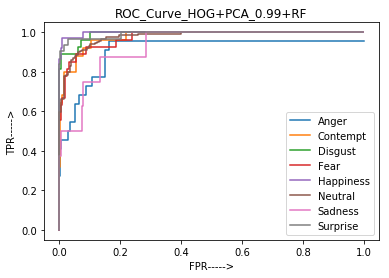 ROC_Curve_HOG+PCA_0.99+RF
TPR----->
1.0
0.8
0.6
0.4
0.2
0.0
Anger
Contempt
Disgust
Fear
Happiness
Neutral
Sadness
Surprise
0.0 0.2 0.4 0.6 0.8 1.0
FPR----->